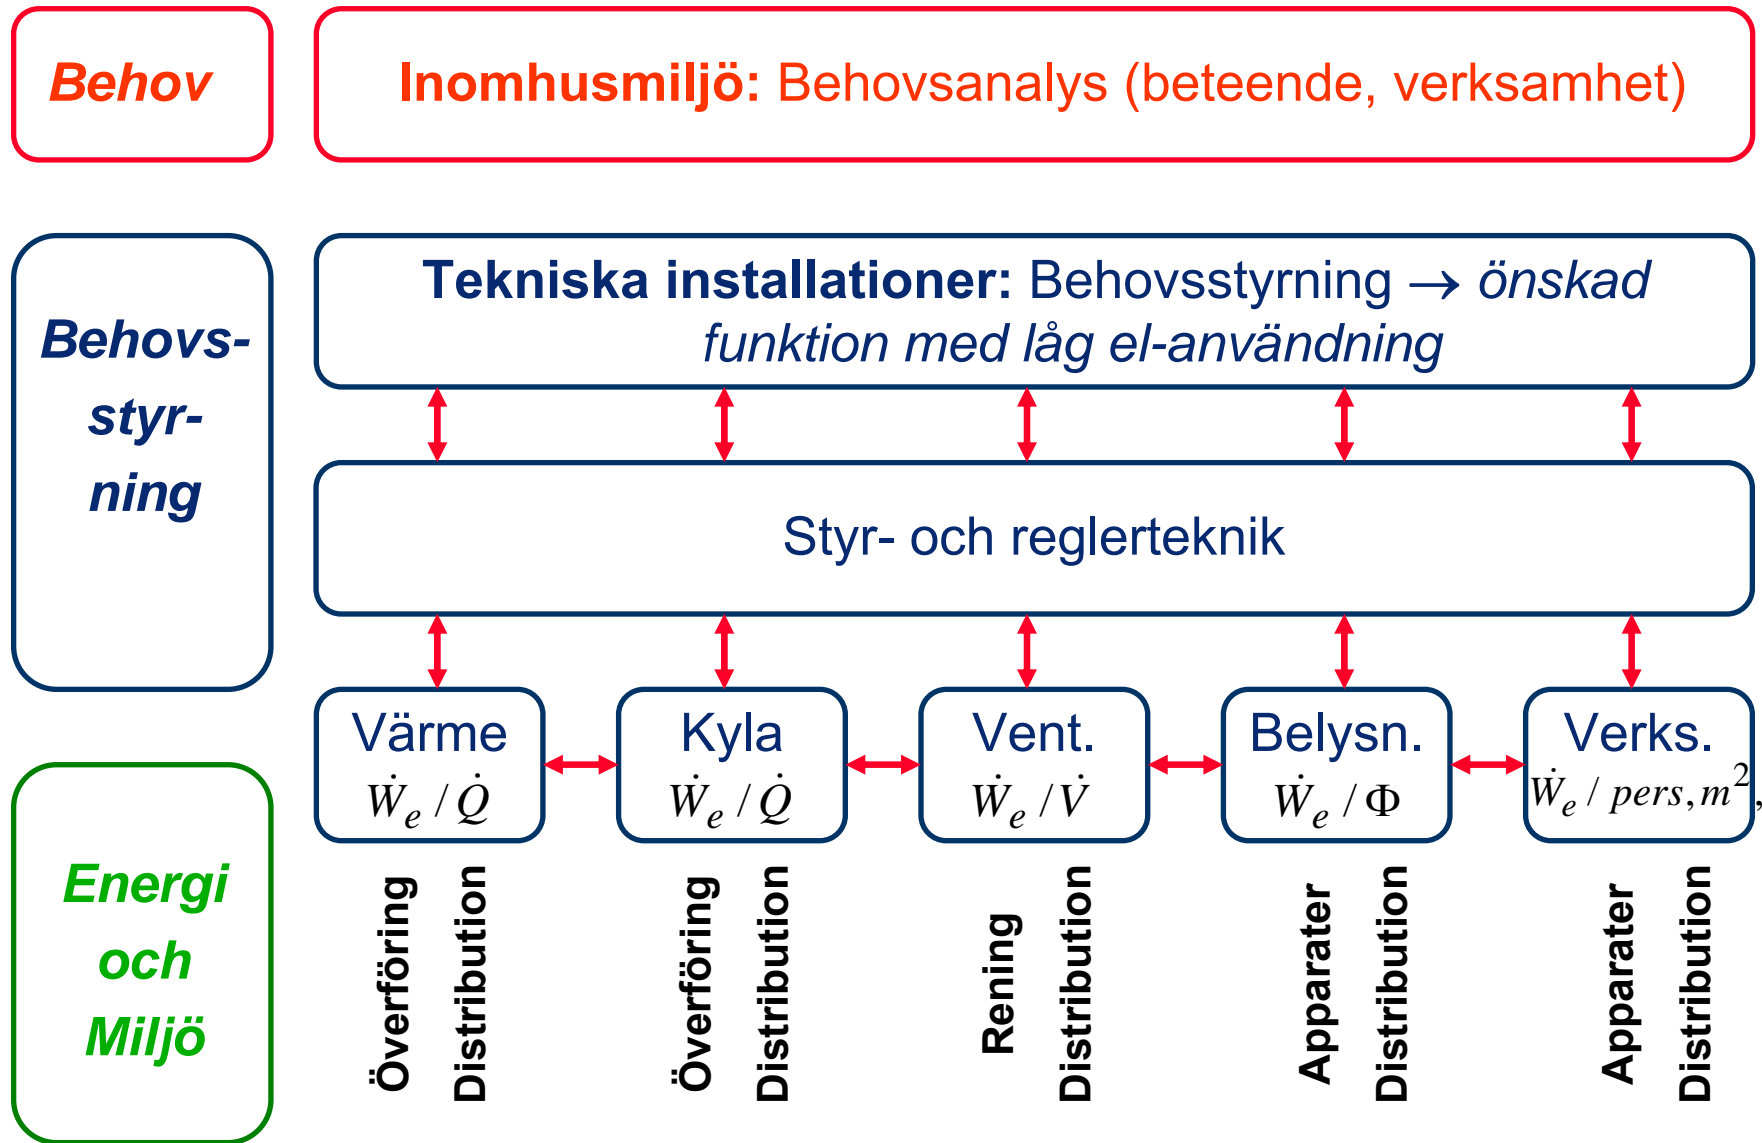 Behov
Inomhusmiljö: Behovsanalys (beteende, verksamhet)
Behovs-
styr-
ning
Tekniska installationer: Behovsstyrning → önskad
funktion med låg el-användning
Styr- och reglerteknik
Värme
Ẇe / Q̇
Kyla
Ẇe / Q̇
Vent.
Ẇe / V̇
Belysn.
Ẇe / Φ
Verks.
Ẇe / pers,m²,
Energi
och
Miljö
Överföring
Distribution
Överföring
Distribution
Rening
Distribution
Apparater
Distribution
Apparater
Distribution